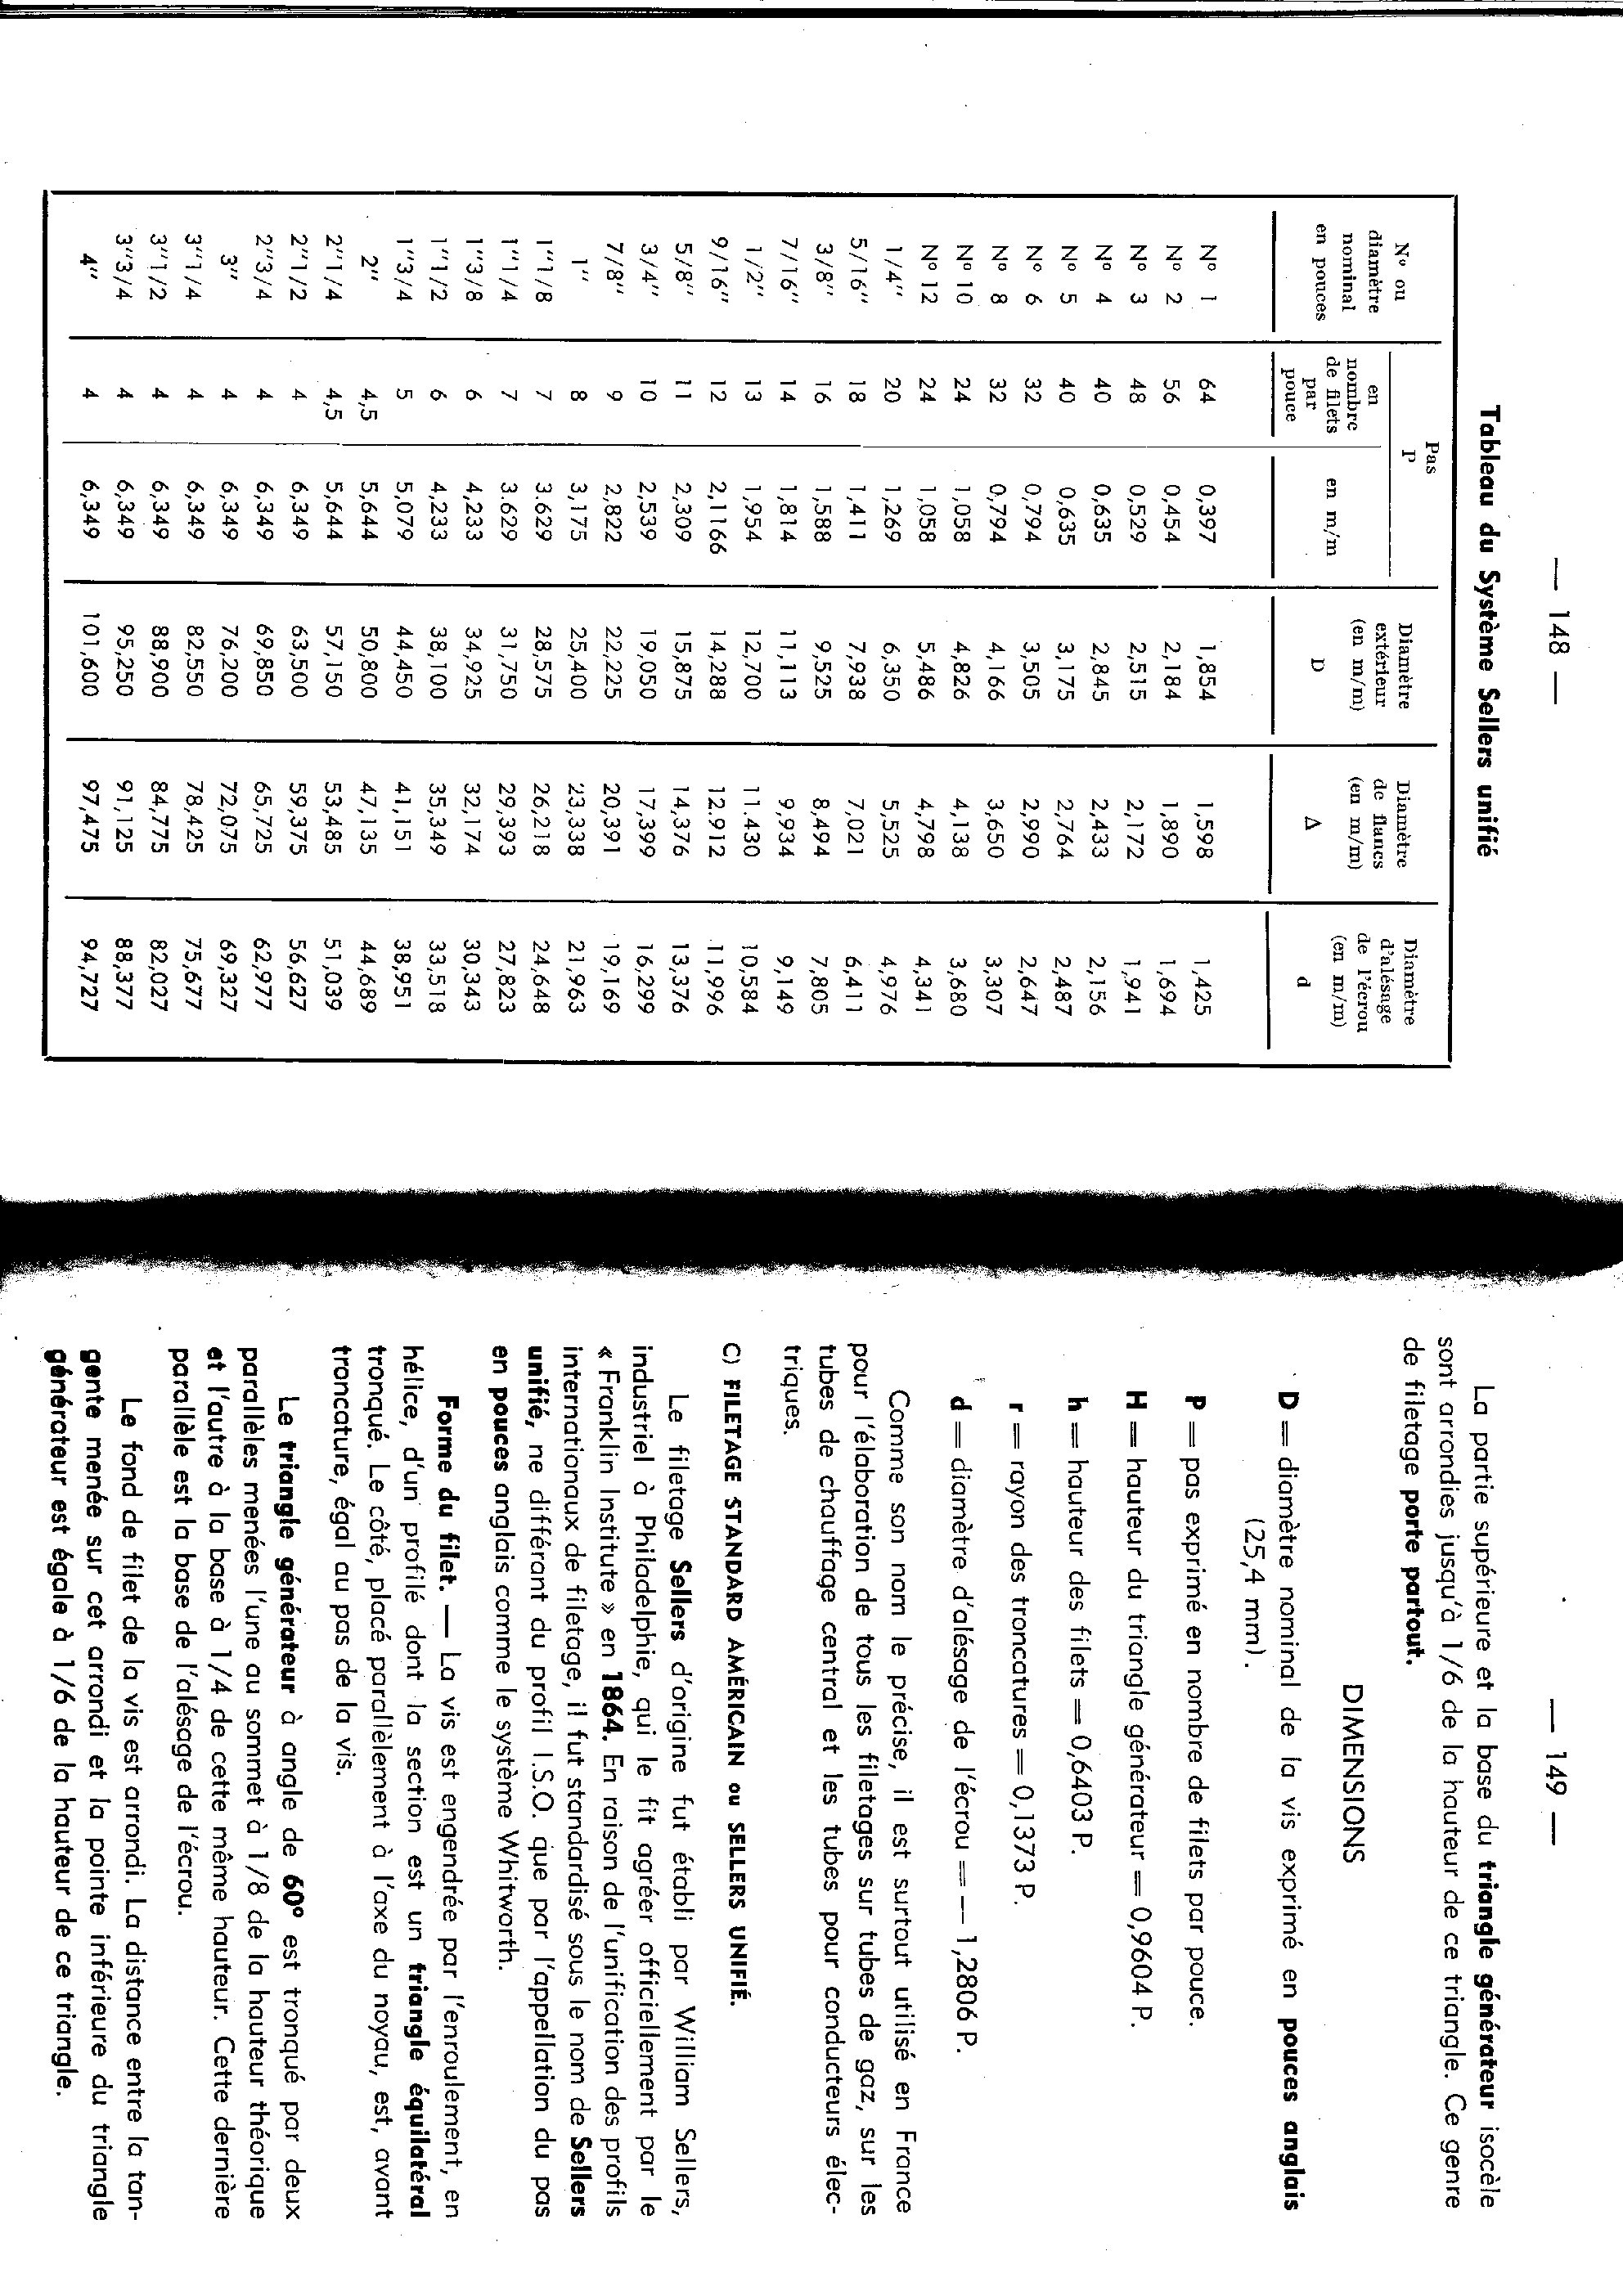 — 148 —
Tableau du Système Sellers unifié
Nº ou diamètre nominal en pouces | Pas P en nombre de filets par pouce | Pas P en m/m | Diamètre extérieur (en m/m) D | Diamètre de flancs (en m/m) Δ | Diamètre d'alésage de l'écrou (en m/m) d
Nº 1 64 0,397 1,854 1,598 1,425
Nº 2 56 0,454 2,184 1,890 1,694
Nº 3 48 0,529 2,515 2,172 1,941
Nº 4 40 0,635 2,845 2,433 2,156
Nº 5 40 0,635 3,175 2,764 2,487
Nº 6 32 0,794 3,505 2,990 2,647
Nº 8 32 0,794 4,166 3,650 3,307
Nº 10 24 1,058 4,826 4,138 3,680
Nº 12 24 1,058 5,486 4,798 4,341
1/4" 20 1,269 6,350 5,525 4,976
5/16" 18 1,411 7,938 7,021 6,411
3/8" 16 1,588 9,525 8,494 7,805
7/16" 14 1,814 11,113 9,934 9,149
1/2" 13 1,954 12,700 11.430 10,584
9/16" 12 2,1166 14,288 12.912 11,996
5/8" 11 2,309 15,875 14,376 13,376
3/4" 10 2,539 19,050 17,399 16,299
7/8" 9 2,822 22,225 20,391 19,169
1" 8 3,175 25,400 23,338 21,963
1"1/8 7 3.629 28,575 26,218 24,648
1"1/4 7 3.629 31,750 29,393 27,823
1"3/8 6 4,233 34,925 32,174 30,343
1"1/2 6 4,233 38,100 35,349 33,518
1"3/4 5 5,079 44,450 41,151 38,951
2" 4,5 5,644 50,800 47,135 44,689
2"1/4 4,5 5,644 57,150 53,485 51,039
2"1/2 4 6,349 63,500 59,375 56,627
2"3/4 4 6,349 69,850 65,725 62,977
3" 4 6,349 76,200 72,075 69,327
3"1/4 4 6,349 82,550 78,425 75,677
3"1/2 4 6,349 88,900 84,775 82,027
3"3/4 4 6,349 95,250 91,125 88,377
4" 4 6,349 101,600 97,475 94,727
— 149 —
La partie supérieure et la base du triangle générateur isocèle
sont arrondies jusqu'à 1/6 de la hauteur de ce triangle. Ce genre
de filetage porte partout.
DIMENSIONS
D = diamètre nominal de la vis exprimé en pouces anglais
(25,4 mm).
P = pas exprimé en nombre de filets par pouce.
H = hauteur du triangle générateur = 0,9604 P.
h = hauteur des filets = 0,6403 P.
r = rayon des troncatures = 0,1373 P.
d = diamètre d'alésage de l'écrou = — 1,2806 P.
Comme son nom le précise, il est surtout utilisé en France
pour l'élaboration de tous les filetages sur tubes de gaz, sur les
tubes de chauffage central et les tubes pour conducteurs élec-
triques.
C) FILETAGE STANDARD AMÉRICAIN ou SELLERS UNIFIÉ.
Le filetage Sellers d'origine fut établi par William Sellers,
industriel à Philadelphie, qui le fit agréer officiellement par le
« Franklin Institute » en 1864. En raison de l'unification des profils
internationaux de filetage, il fut standardisé sous le nom de Sellers
unifié, ne différant du profil I.S.O. que par l'appellation du pas
en pouces anglais comme le système Whitworth.
Forme du filet. — La vis est engendrée par l'enroulement, en
hélice, d'un profilé dont la section est un triangle équilatéral
tronqué. Le côté, placé parallèlement à l'axe du noyau, est, avant
troncature, égal au pas de la vis.
Le triangle générateur à angle de 60º est tronqué par deux
parallèles menées l'une au sommet à 1/8 de la hauteur théorique
et l'autre à la base à 1/4 de cette même hauteur. Cette dernière
parallèle est la base de l'alésage de l'écrou.
Le fond de filet de la vis est arrondi. La distance entre la tan-
gente menée sur cet arrondi et la pointe inférieure du triangle
générateur est égale à 1/6 de la hauteur de ce triangle.